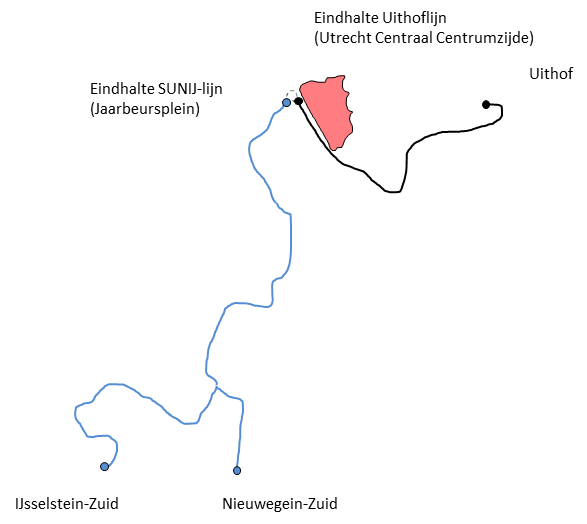 Eindhalte Uithoflijn
(Utrecht Centraal Centrumzijde)
Uithof
Eindhalte SUNIJ-lijn
(Jaarbeursplein)
IJsselstein-Zuid
Nieuwegein-Zuid